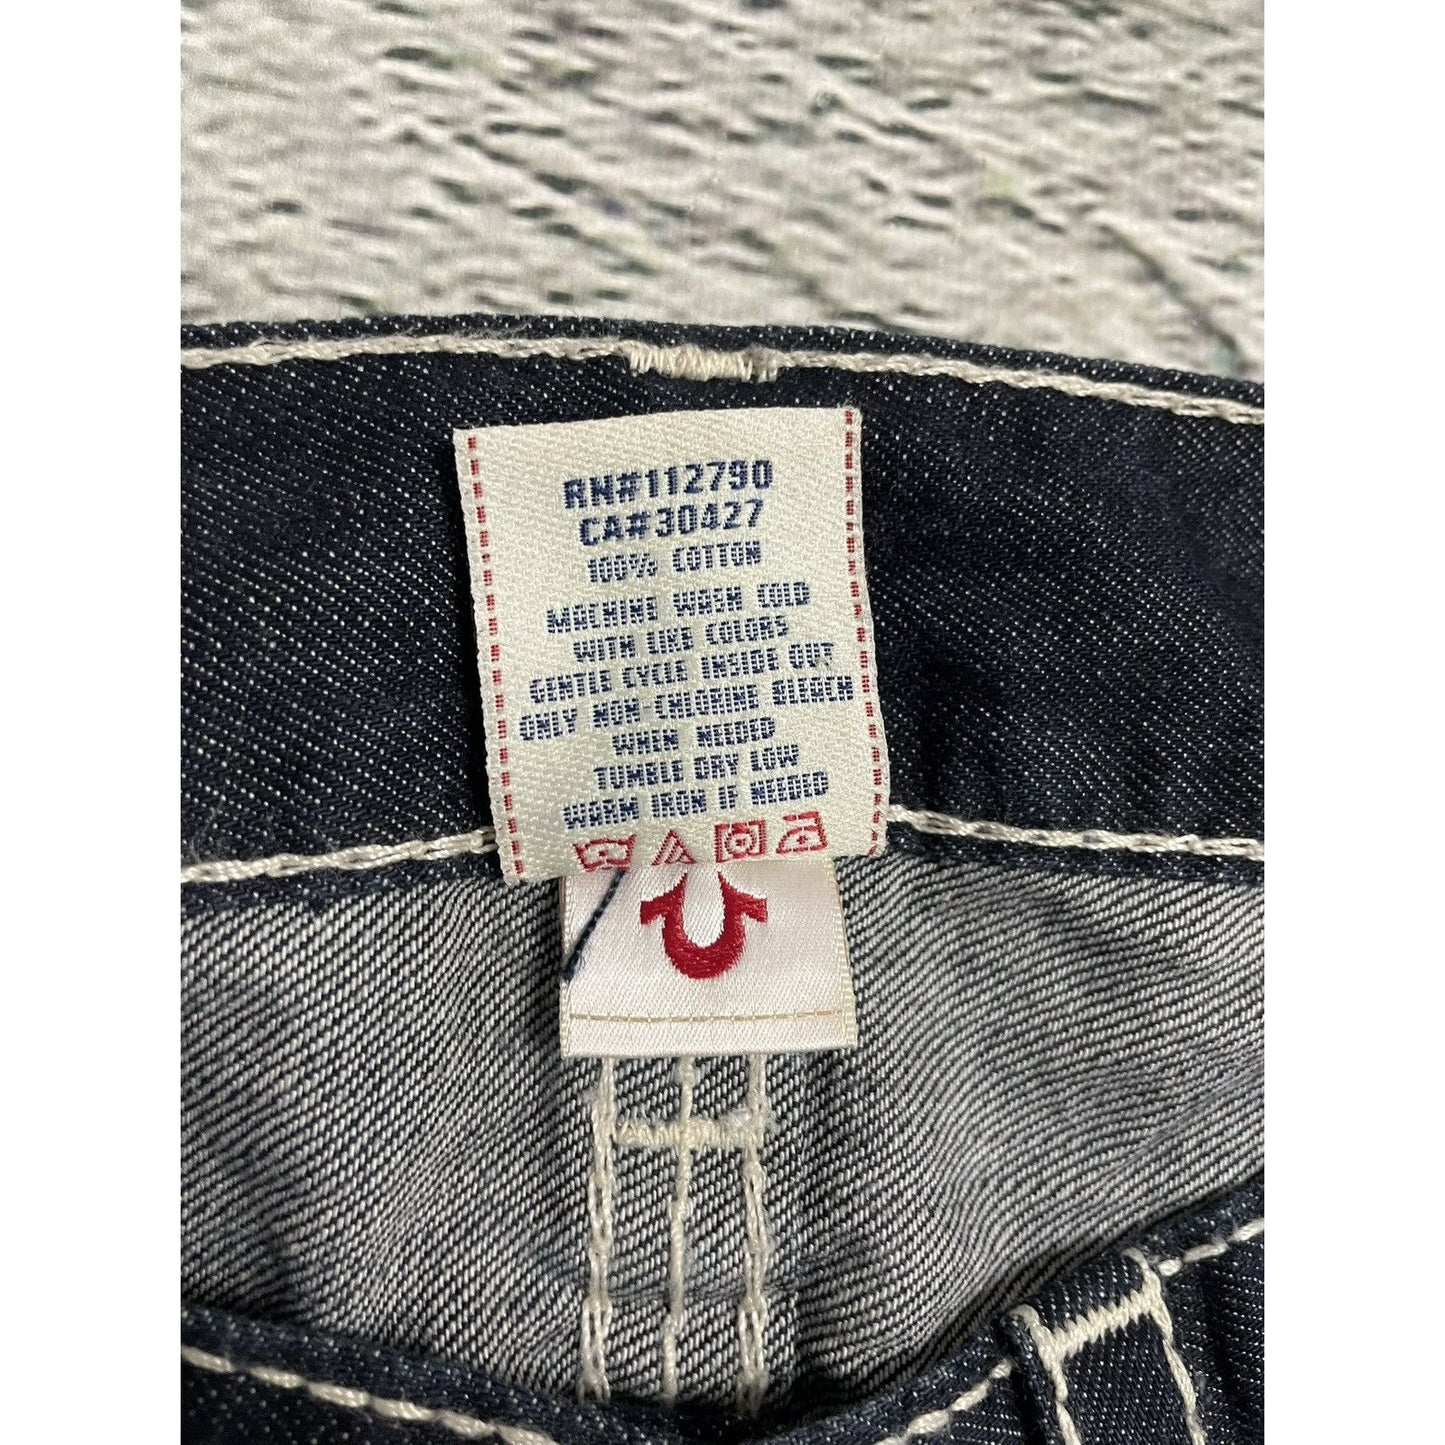 RN#112790
CA#30427
100% COTTON
MACHINE WASH COLD
WITH LIKE COLORS
GENTLE CYCLE INSIDE OUT
ONLY NON-CHLORINE BLEACH
WHEN NEEDED
TUMBLE DRY LOW
WARM IRON IF NEEDED